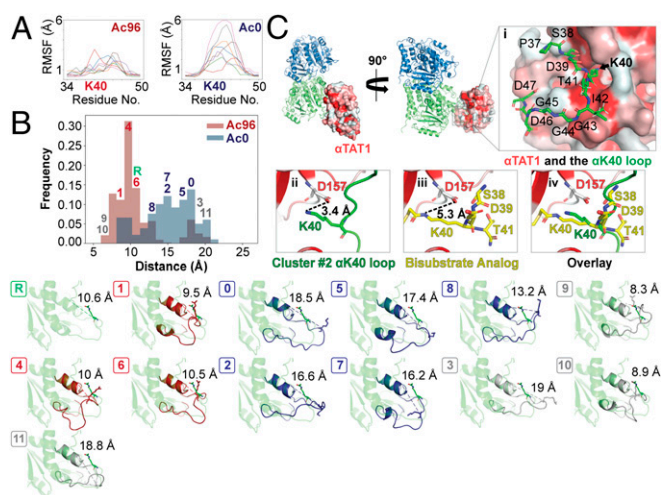 A
Ac96
Ac0
RMSF (Å)
6
1
34
K40
49
Residue No.
RMSF (Å)
6
1
34
K40
49
Residue No.
B
Frequency
0.30
0.25
0.20
0.15
0.10
0.05
0.00
5
10
15
20
25
Distance (Å)
Ac96
Ac0
4
R
1
6
7
2
5
0
8
3
9
10
11
C
90°
αTAT1
i
S38
P37
D39
K40
T41
D47
I42
G45
D46
G44
G43
αTAT1 and the αK40 loop
ii
D157
3.4 Å
K40
Cluster #2 αK40 loop
iii
D157
S38
D39
5.3 Å
K40
T41
Bisubstrate Analog
iv
D157
S38
D39
K40
K40
T41
Overlay
R
10.6 Å
1
9.5 Å
0
18.5 Å
5
17.4 Å
8
13.2 Å
9
8.3 Å
4
10 Å
6
10.5 Å
2
16.6 Å
7
16.2 Å
3
19 Å
10
8.9 Å
11
18.8 Å